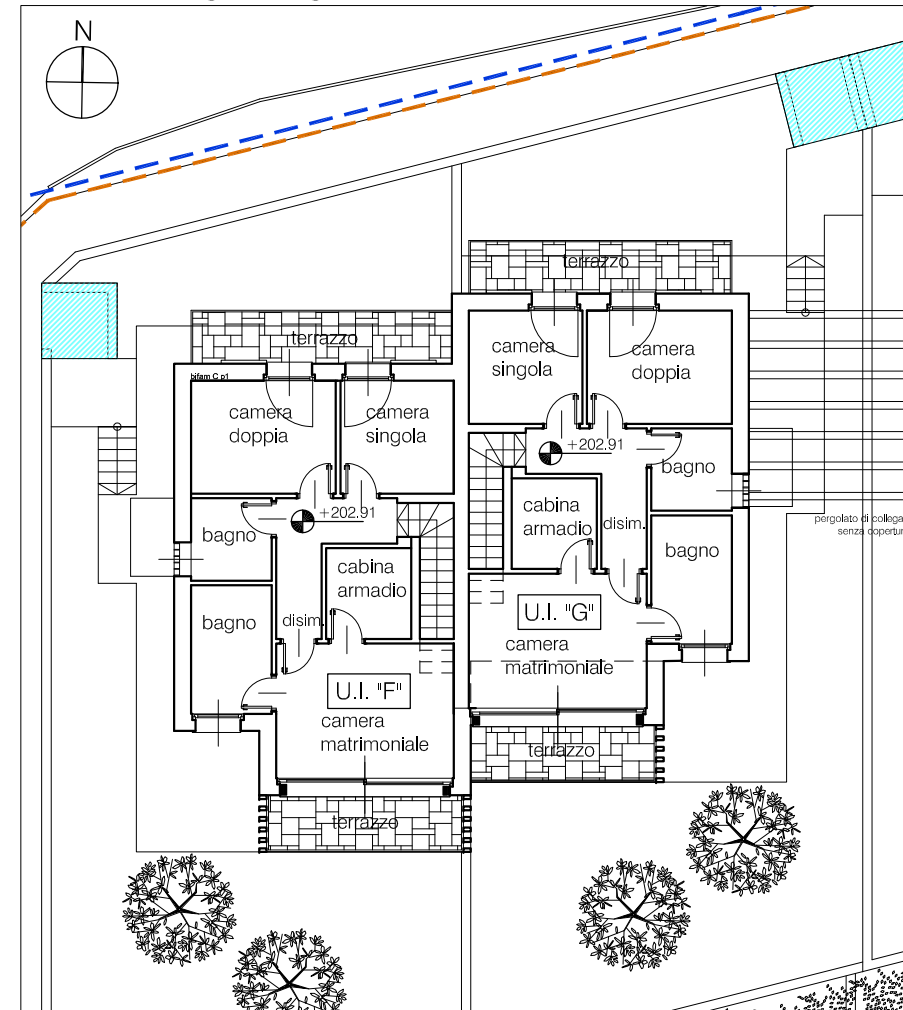 N
terrazzo
terrazzo
camera
singola
camera
doppia
bifam C p1
camera
doppia
camera
singola
+202.91
bagno
cabina
armadio
disim.
bagno
pergolato di collega
senza copertur
+202.91
bagno
cabina
armadio
bagno
disim.
U.I. "G"
camera
matrimoniale
U.I. "F"
camera
matrimoniale
terrazzo
terrazzo